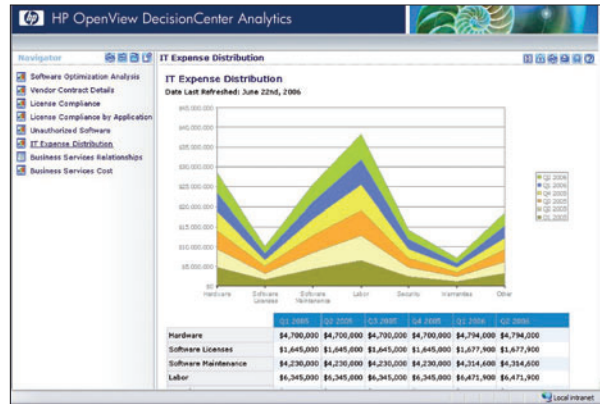 hp HP OpenView DecisionCenter Analytics
Navigator
IT Expense Distribution
Software Optimization Analysis
Vendor Contract Details
License Compliance
License Compliance by Application
Unauthorized Software
IT Expense Distribution
Business Services Relationships
Business Services Cost
IT Expense Distribution
Date Last Refreshed: June 22nd, 2006
$45,000,000
$40,000,000
$35,000,000
$30,000,000
$25,000,000
$20,000,000
$15,000,000
$10,000,000
$5,000,000
$0
Q2 2006
Q1 2006
Q4 2005
Q3 2005
Q2 2005
Q1 2005
Hardware Software Licenses Software Maintenance Labor Security Warranties Other
Q1 2005 Q2 2005 Q3 2005 Q4 2005 Q1 2006 Q2 2006
Hardware $4,700,000 $4,700,000 $4,700,000 $4,700,000 $4,794,000 $4,794,000
Software Licenses $1,645,000 $1,645,000 $1,645,000 $1,645,000 $1,677,900 $1,677,900
Software Maintenance $4,230,000 $4,230,000 $4,230,000 $4,230,000 $4,314,600 $4,314,600
Labor $6,345,000 $6,345,000 $6,345,000 $6,345,000 $6,471,900 $6,471,900
Local intranet